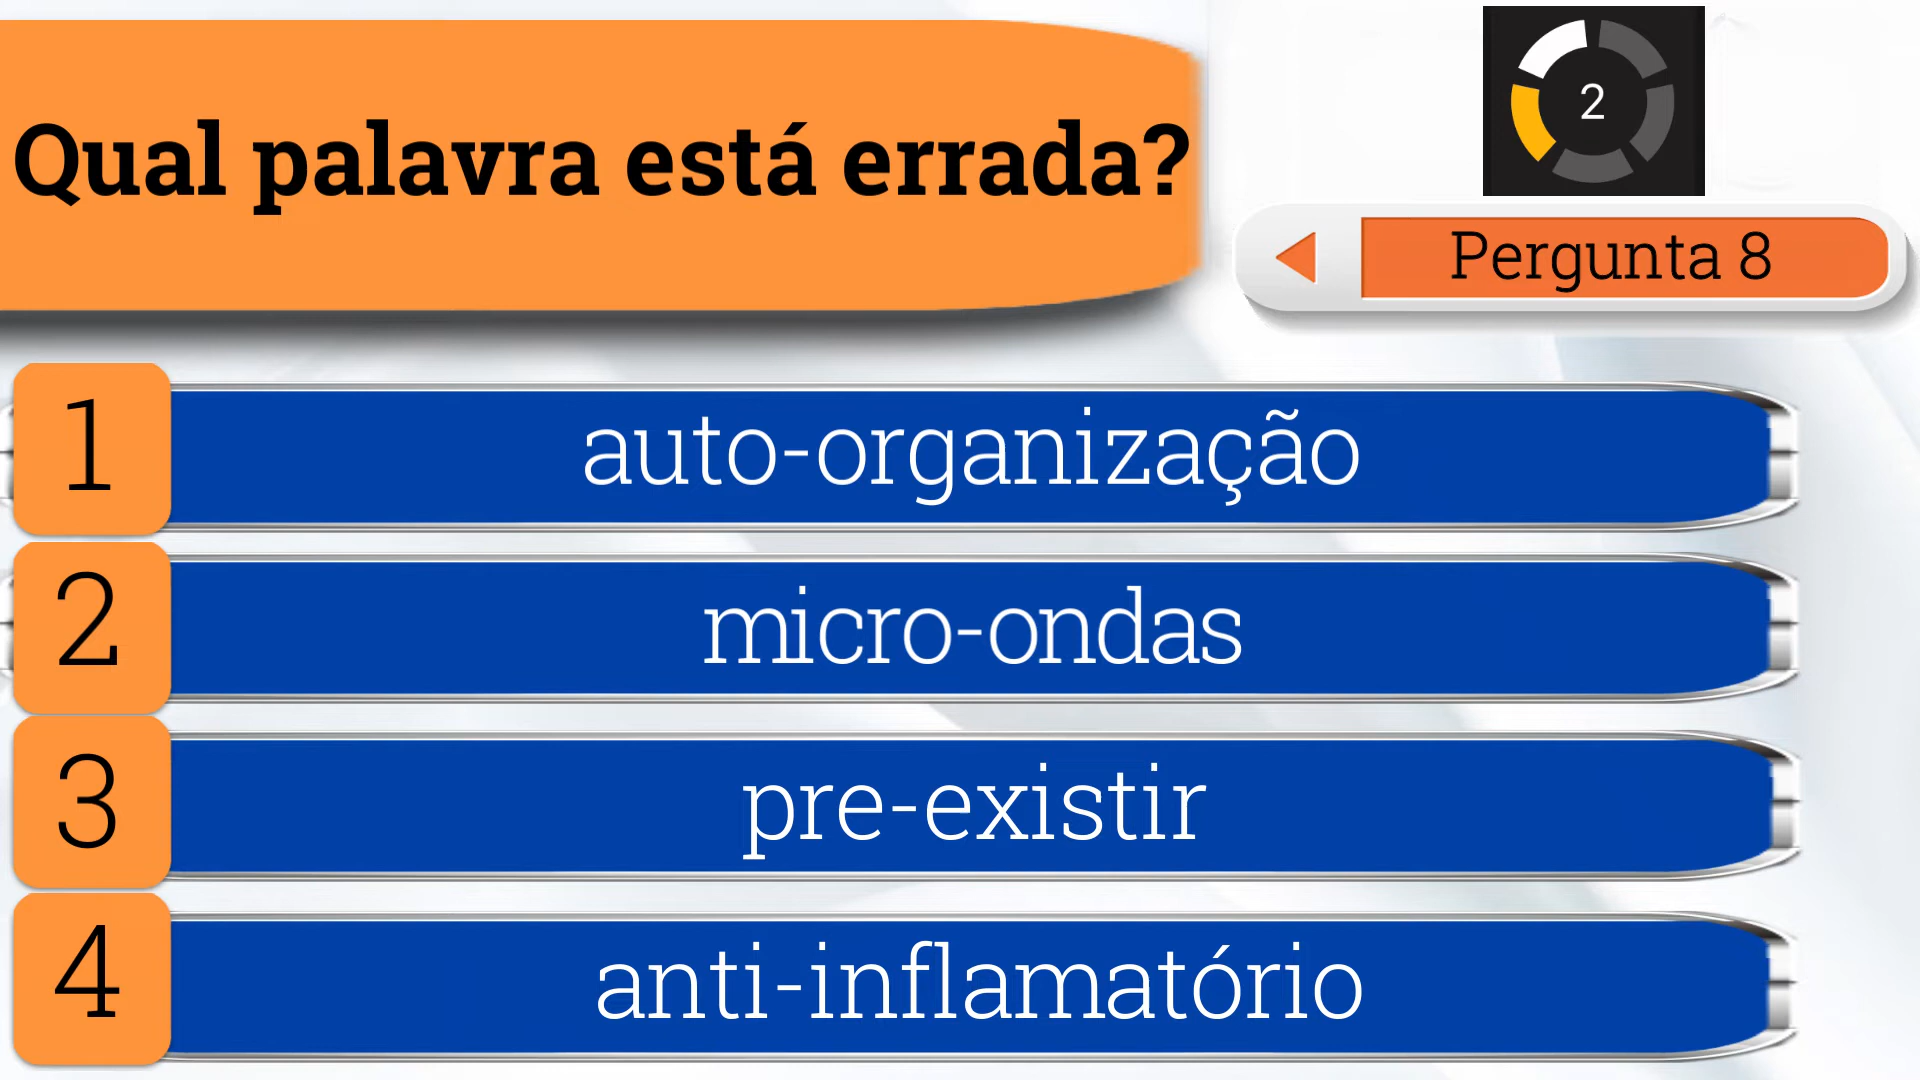 Qual palavra está errada?
2
Pergunta 8
1
auto-organização
2
micro-ondas
3
pre-existir
4
anti-inflamatório